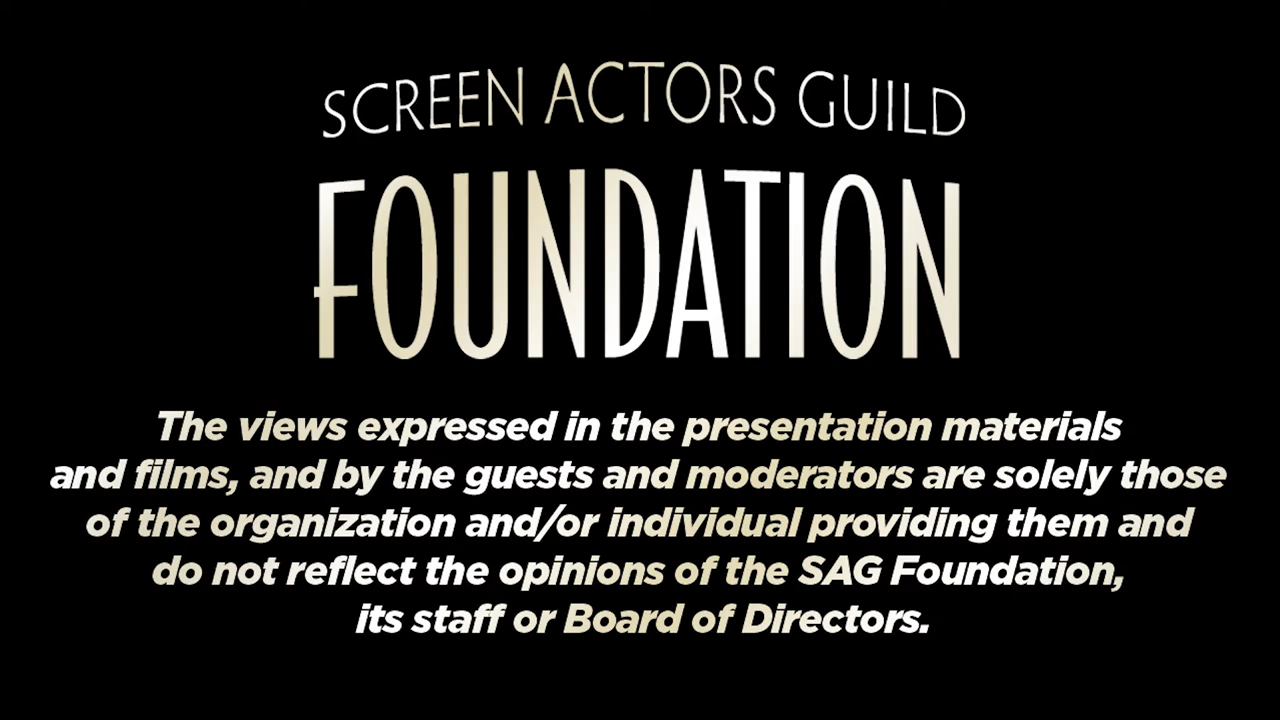 SCREEN ACTORS GUILD
FOUNDATION
The views expressed in the presentation materials
and films, and by the guests and moderators are solely those
of the organization and/or individual providing them and
do not reflect the opinions of the SAG Foundation,
its staff or Board of Directors.